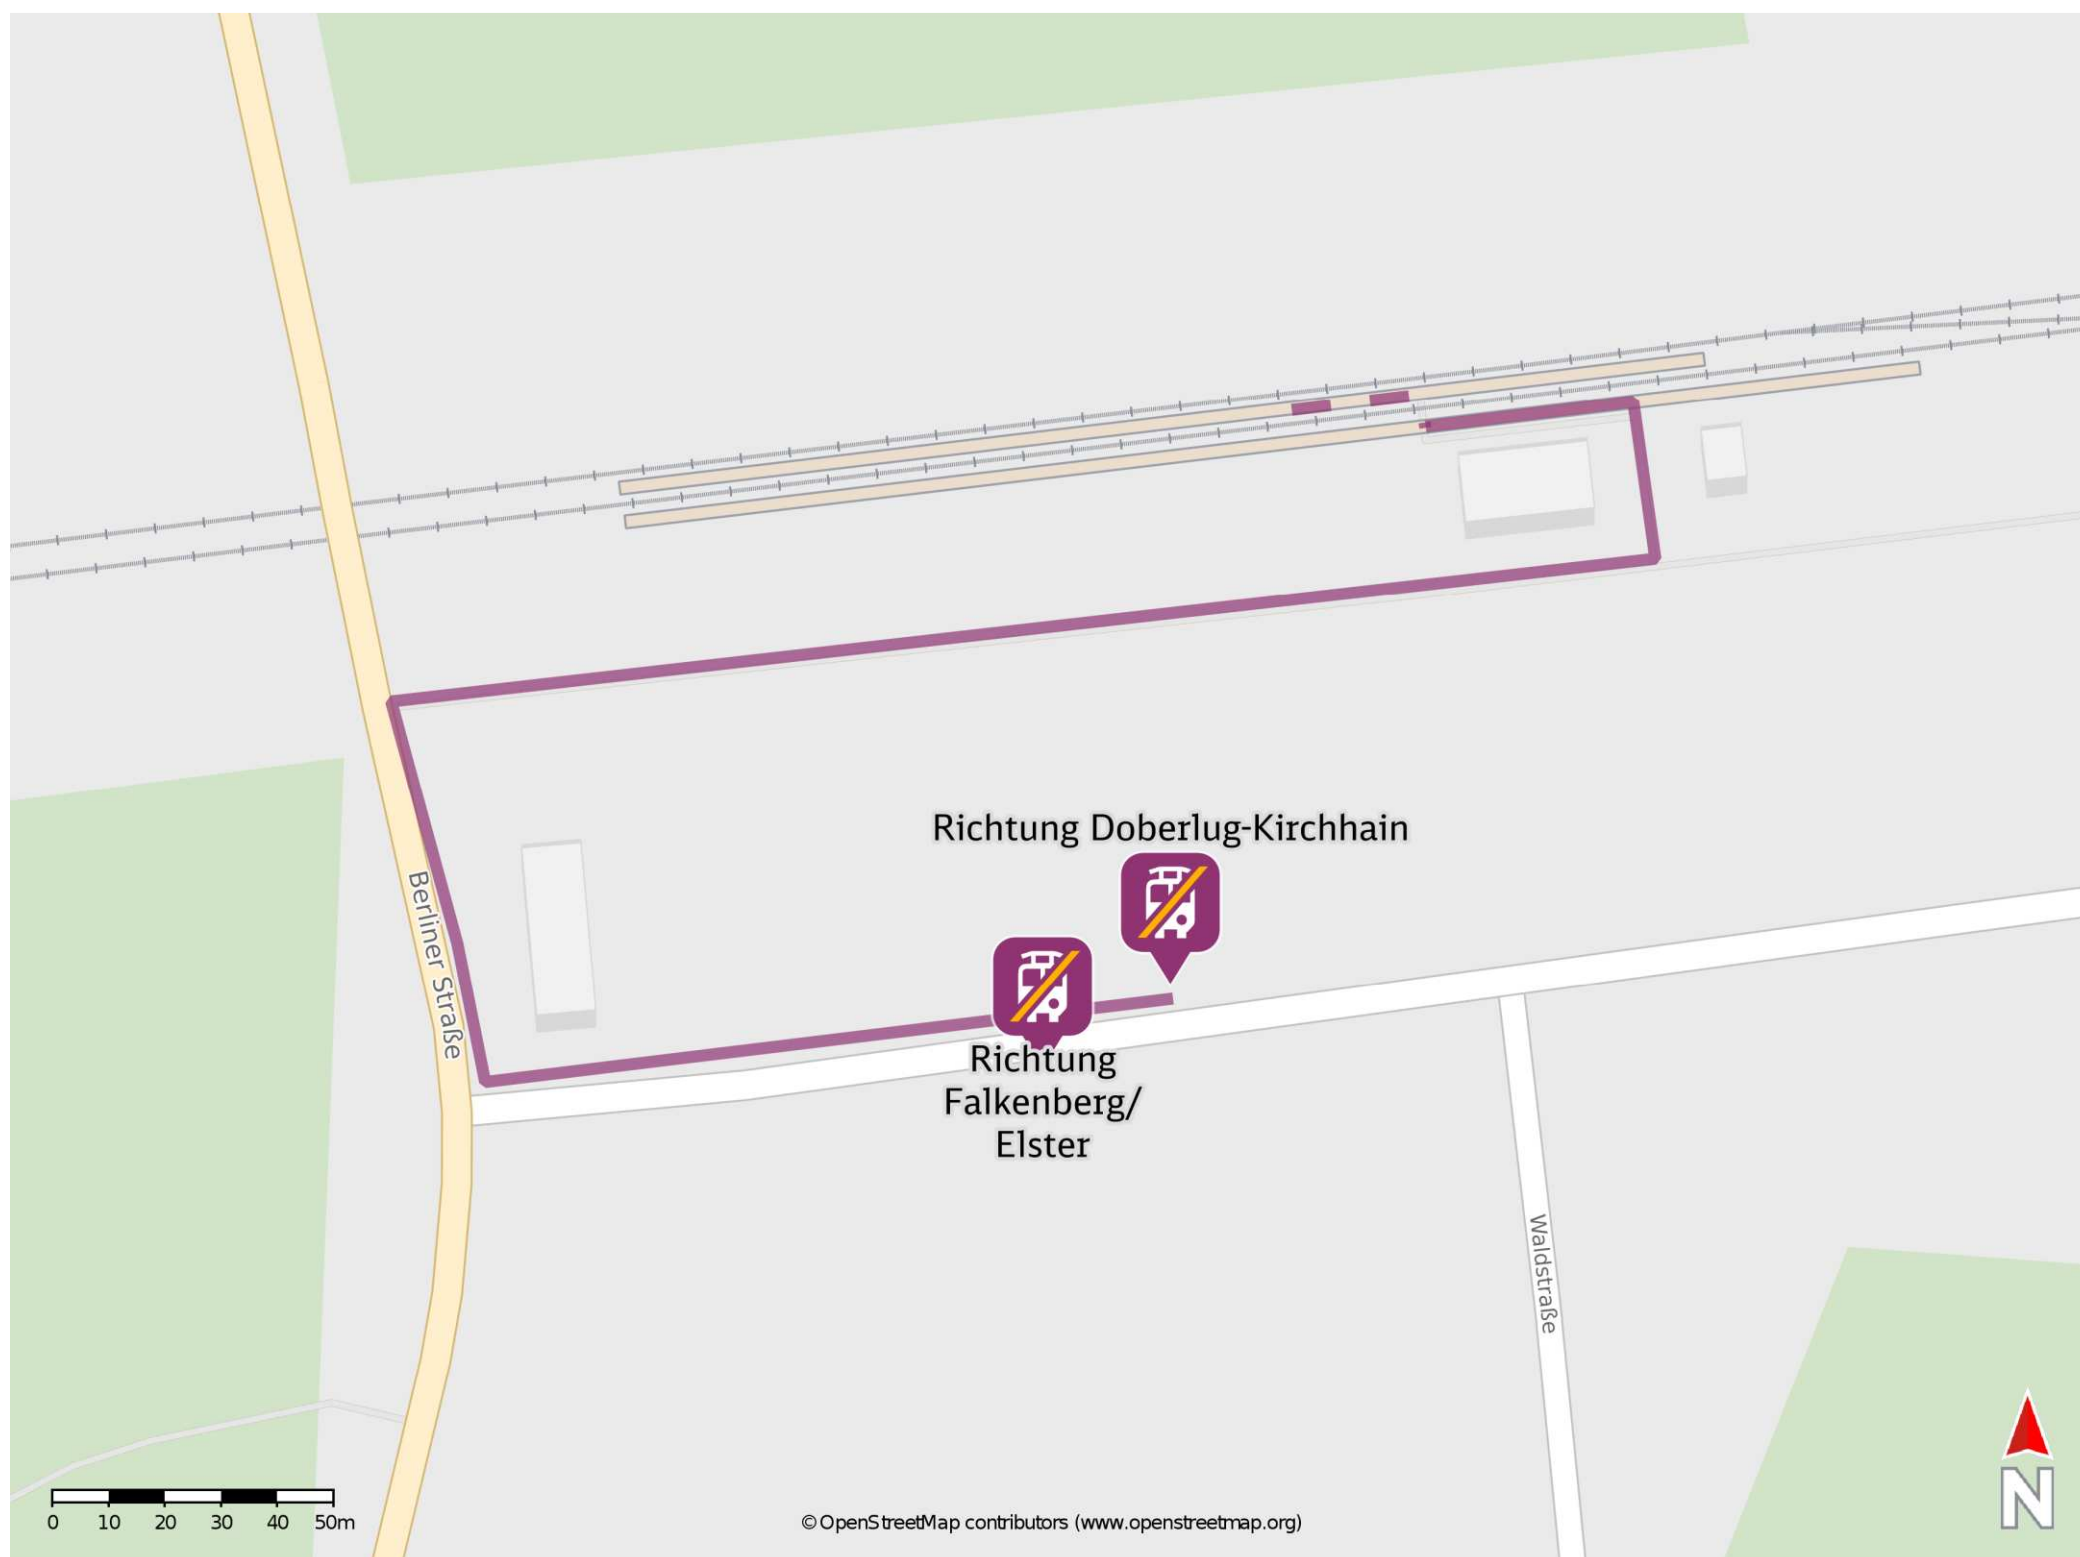 Richtung Doberlug-Kirchhain
Berliner Straße
Richtung
Falkenberg/
Elster
Waldstraße
N
0 10 20 30 40 50m
© OpenStreetMap contributors (www.openstreetmap.org)